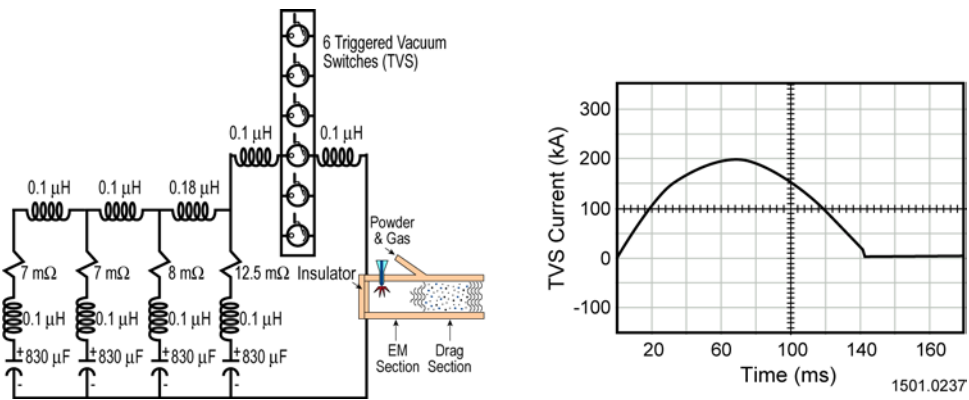 6 Triggered Vacuum
Switches (TVS)
0.1 µH
0.1 µH
0.1 µH
0.1 µH
0.18 µH
7 mΩ
7 mΩ
8 mΩ
12.5 mΩ
Insulator
Powder
& Gas
0.1 µH
0.1 µH
0.1 µH
0.1 µH
+
830 µF
-
+
830 µF
-
+
830 µF
-
+
830 µF
-
EM
Section
Drag
Section
TVS Current (kA)
300
200
100
0
-100
20
60
100
140
160
Time (ms)
1501.0237